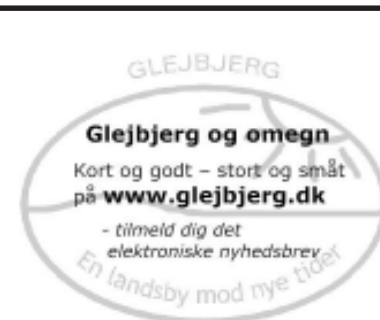 GLEJBJERG
Glejbjerg og omegn
Kort og godt – stort og småt
på www.glejbjerg.dk
- tilmeld dig det
elektroniske nyhedsbrev
En landsby mod nye tider